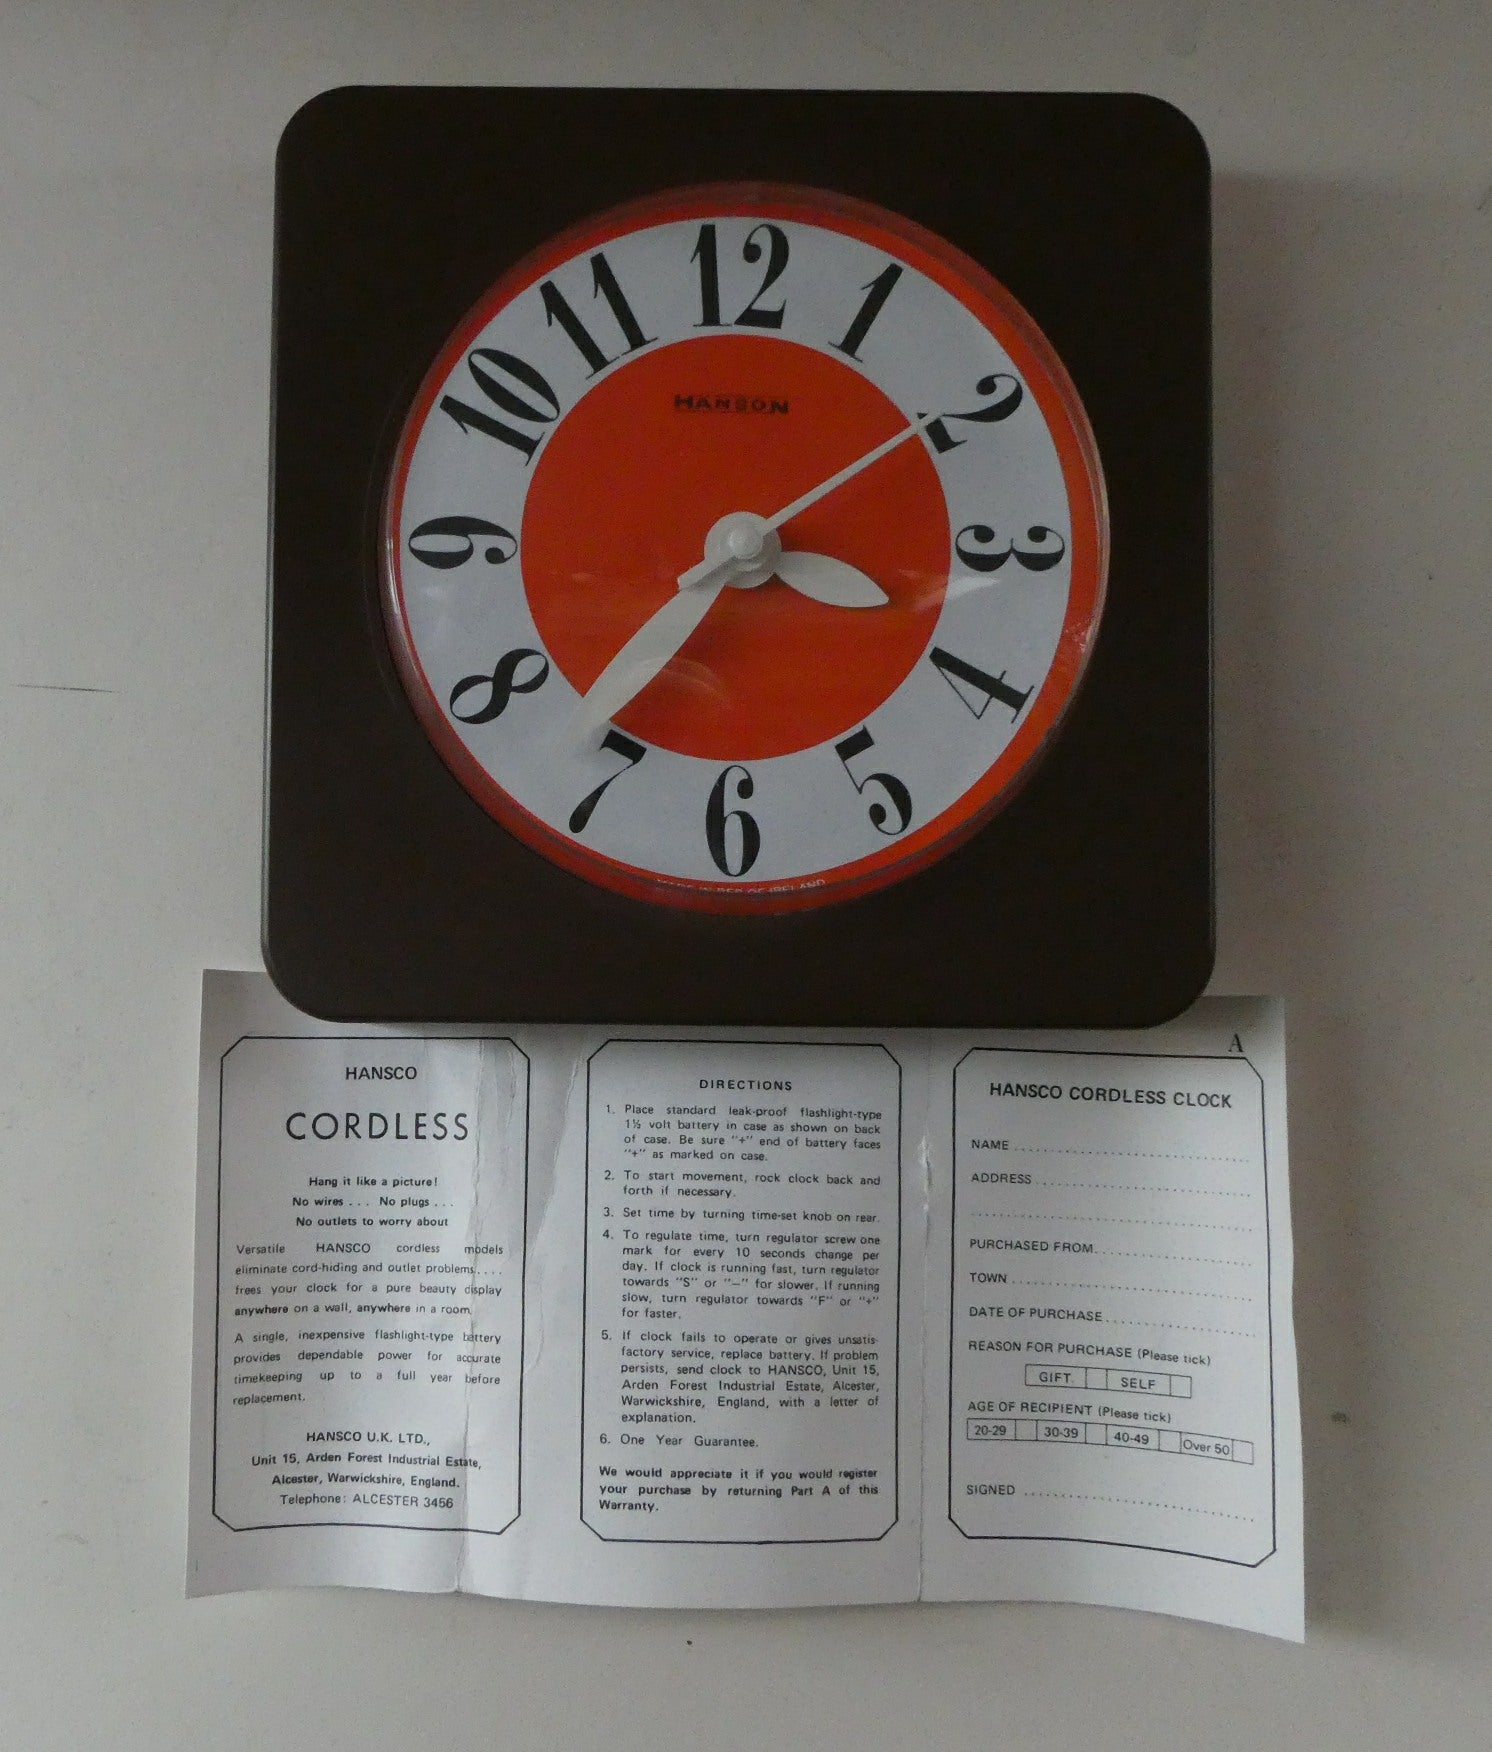 12
1
2
3
4
5
6
7
8
9
10
11
HANSON
MADE IN REP OF IRELAND
HANSCO
CORDLESS
Hang it like a picture!
No wires . . . No plugs . . .
No outlets to worry about
Versatile HANSCO cordless models
eliminate cord-hiding and outlet problems . . . .
frees your clock for a pure beauty display
anywhere on a wall, anywhere in a room.
A single, inexpensive flashlight-type battery
provides dependable power for accurate
timekeeping up to a full year before
replacement.
HANSCO U.K. LTD.,
Unit 15, Arden Forest Industrial Estate,
Alcester, Warwickshire, England.
Telephone: ALCESTER 3456
DIRECTIONS
1. Place standard leak-proof flashlight-type
1½ volt battery in case as shown on back
of case. Be sure "+" end of battery faces
"+" as marked on case.
2. To start movement, rock clock back and
forth if necessary.
3. Set time by turning time-set knob on rear.
4. To regulate time, turn regulator screw one
mark for every 10 seconds change per
day. If clock is running fast, turn regulator
towards "S" or "—" for slower. If running
slow, turn regulator towards "F" or "+"
for faster.
5. If clock fails to operate or gives unsatis-
factory service, replace battery. If problem
persists, send clock to HANSCO, Unit 15,
Arden Forest Industrial Estate, Alcester,
Warwickshire, England, with a letter of
explanation.
6. One Year Guarantee.
We would appreciate it if you would register
your purchase by returning Part A of this
Warranty.
A
HANSCO CORDLESS CLOCK
NAME
ADDRESS
PURCHASED FROM
TOWN
DATE OF PURCHASE
REASON FOR PURCHASE (Please tick)
GIFT. SELF
AGE OF RECIPIENT (Please tick)
20-29 30-39 40-49 Over 50
SIGNED